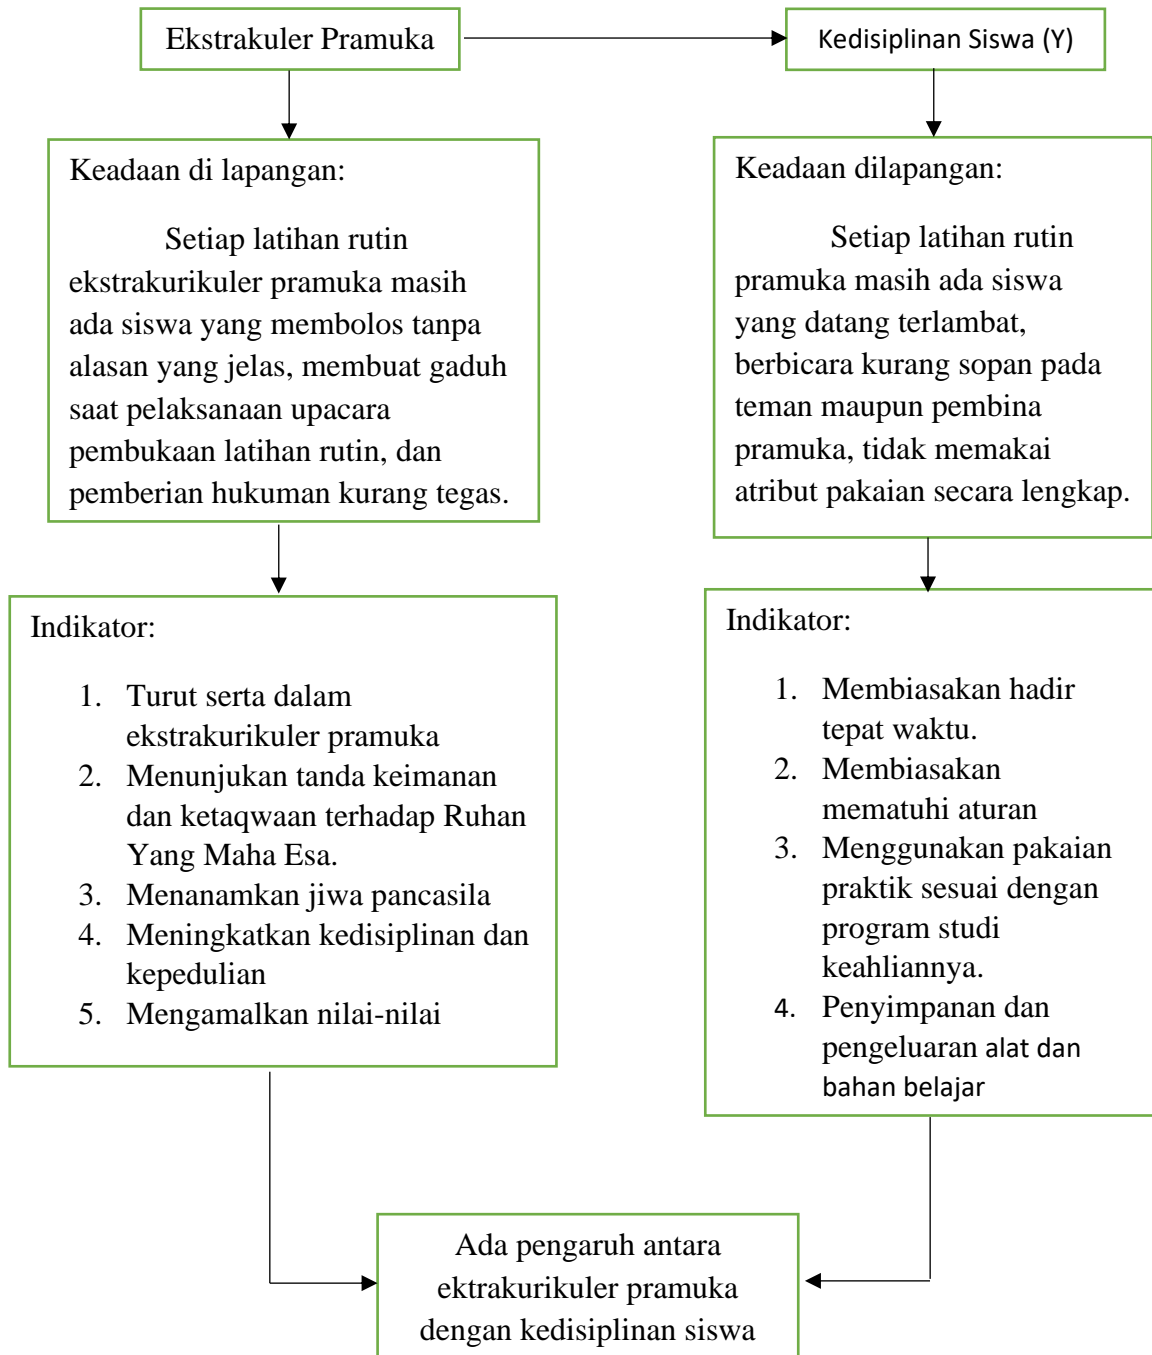 Ekstrakuler Pramuka
Kedisiplinan Siswa (Y)
Keadaan di lapangan:
Setiap latihan rutin
ekstrakurikuler pramuka masih
ada siswa yang membolos tanpa
alasan yang jelas, membuat gaduh
saat pelaksanaan upacara
pembukaan latihan rutin, dan
pemberian hukuman kurang tegas.
Keadaan dilapangan:
Setiap latihan rutin
pramuka masih ada siswa
yang datang terlambat,
berbicara kurang sopan pada
teman maupun pembina
pramuka, tidak memakai
atribut pakaian secara lengkap.
Indikator:
1. Turut serta dalam
ekstrakurikuler pramuka
2. Menunjukan tanda keimanan
dan ketaqwaan terhadap Ruhan
Yang Maha Esa.
3. Menanamkan jiwa pancasila
4. Meningkatkan kedisiplinan dan
kepedulian
5. Mengamalkan nilai-nilai
Indikator:
1. Membiasakan hadir
tepat waktu.
2. Membiasakan
mematuhi aturan
3. Menggunakan pakaian
praktik sesuai dengan
program studi
keahliannya.
4. Penyimpanan dan
pengeluaran alat dan
bahan belajar
Ada pengaruh antara
ektrakurikuler pramuka
dengan kedisiplinan siswa